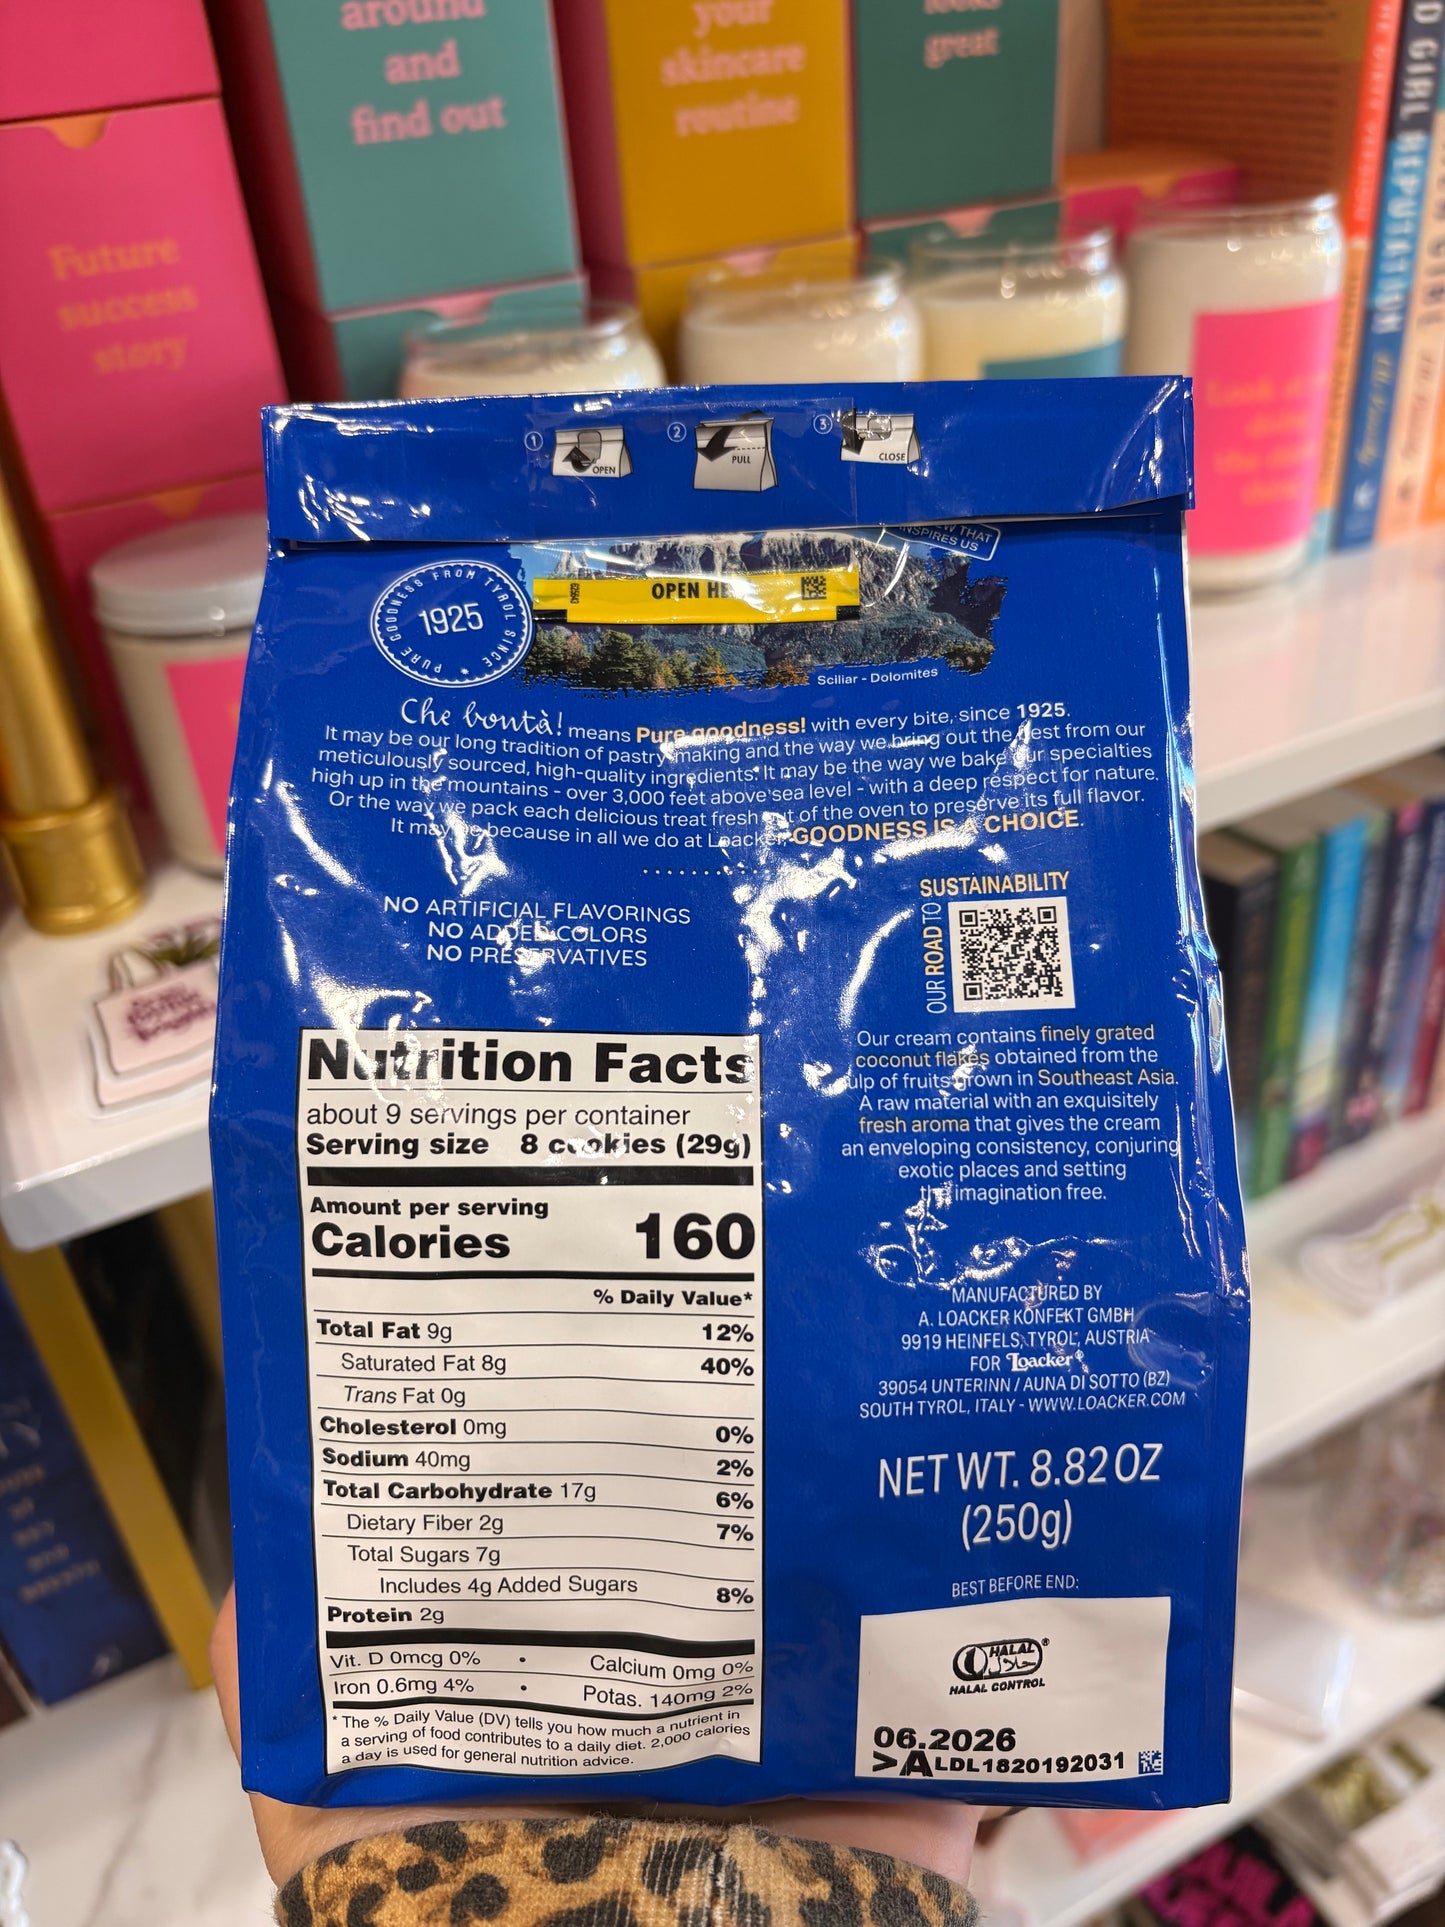 around
and
find out
your
skincare
routine
looks
great
Future
success
story
D GIRL REPUTATION
1 OPEN
2 PULL
3 CLOSE
W THAT
INSPIRES US
PURE GOODNESS FROM TYROL SINCE
1925
OPEN HE
Sciliar - Dolomites
Che bontà! means Pure goodness! with every bite, since 1925.
It may be our long tradition of pastry making and the way we bring out the best from our
meticulously sourced, high-quality ingredients. It may be the way we bake our specialties
high up in the mountains - over 3,000 feet above sea level - with a deep respect for nature.
Or the way we pack each delicious treat fresh out of the oven to preserve its full flavor.
It may be because in all we do at Loacker, GOODNESS IS A CHOICE.
NO ARTIFICIAL FLAVORINGS
NO ADDED COLORS
NO PRESERVATIVES
OUR ROAD TO
SUSTAINABILITY
Our cream contains finely grated
coconut flakes obtained from the
ulp of fruits grown in Southeast Asia.
A raw material with an exquisitely
fresh aroma that gives the cream
an enveloping consistency, conjuring
exotic places and setting
the imagination free.
MANUFACTURED BY
A. LOACKER KONFEKT GMBH
9919 HEINFELS, TYROL, AUSTRIA
FOR Loacker
39054 UNTERINN / AUNA DI SOTTO (BZ)
SOUTH TYROL, ITALY - WWW.LOACKER.COM
NET WT. 8.82 OZ
(250g)
BEST BEFORE END:
HALAL®
حلال
HALAL CONTROL
06.2026
>ALDL1820192031
Nutrition Facts
about 9 servings per container
Serving size 8 cookies (29g)
Amount per serving
Calories 160
% Daily Value*
Total Fat 9g 12%
Saturated Fat 8g 40%
Trans Fat 0g
Cholesterol 0mg 0%
Sodium 40mg 2%
Total Carbohydrate 17g 6%
Dietary Fiber 2g 7%
Total Sugars 7g
Includes 4g Added Sugars 8%
Protein 2g
Vit. D 0mcg 0% • Calcium 0mg 0%
Iron 0.6mg 4% • Potas. 140mg 2%
* The % Daily Value (DV) tells you how much a nutrient in
a serving of food contributes to a daily diet. 2,000 calories
a day is used for general nutrition advice.